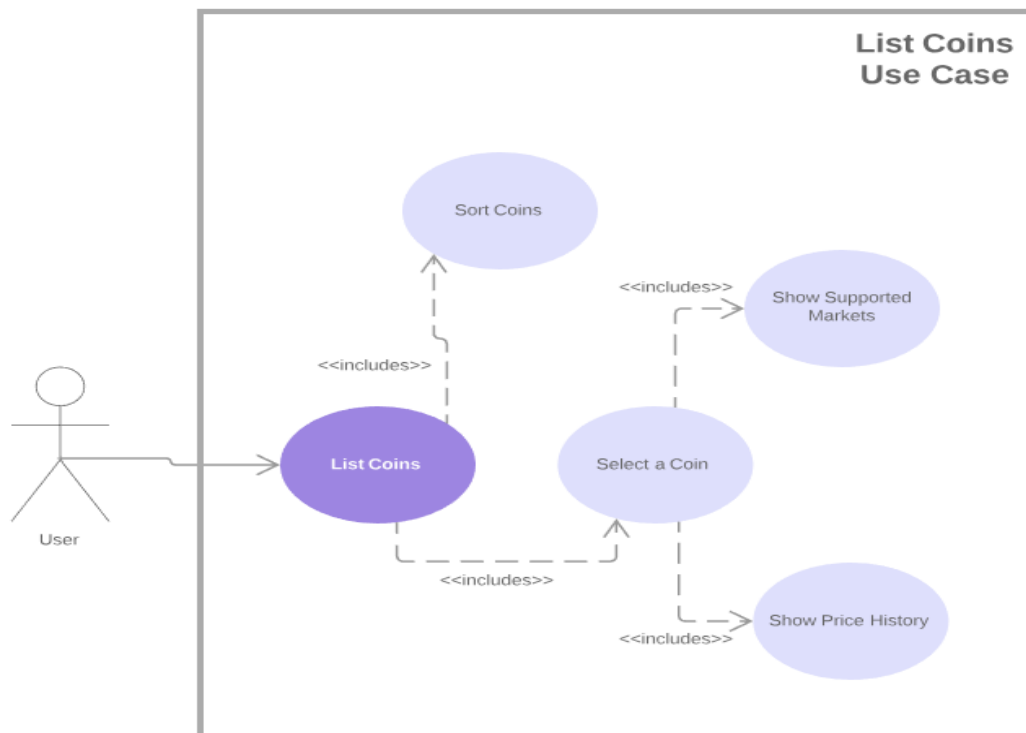 List Coins
Use Case
Sort Coins
<<includes>>
Show Supported
Markets
<<includes>>
List Coins
Select a Coin
User
<<includes>>
Show Price History
<<includes>>